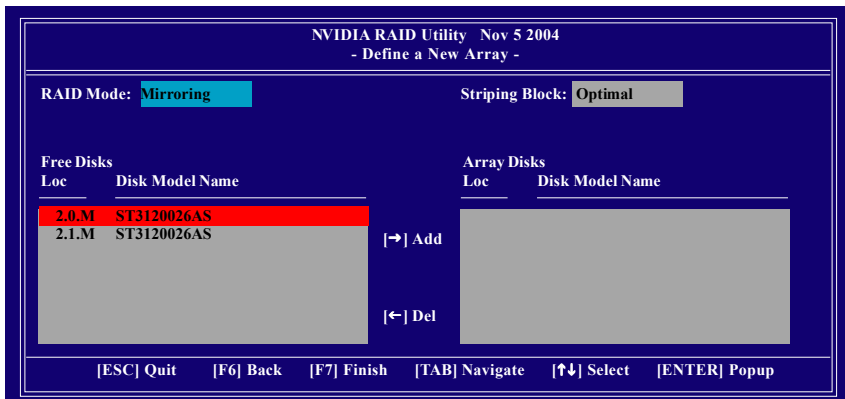 NVIDIA RAID Utility Nov 5 2004
- Define a New Array -
RAID Mode: Mirroring Striping Block: Optimal
Free Disks Array Disks
Loc Disk Model Name Loc Disk Model Name
2.0.M ST3120026AS
2.1.M ST3120026AS
[→] Add
[←] Del
[ESC] Quit [F6] Back [F7] Finish [TAB] Navigate [↑↓] Select [ENTER] Popup